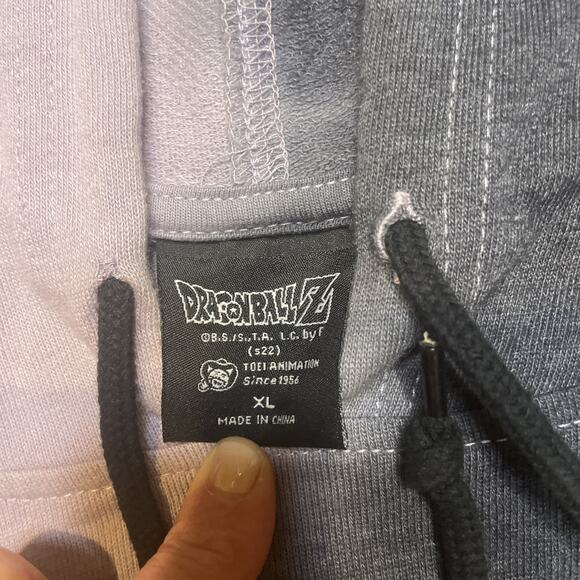 DRAGONBALL Z
©B.S./S., T.A. L.C. by F
(s22)
TOEI ANIMATION
Since 1956
XL
MADE IN CHINA